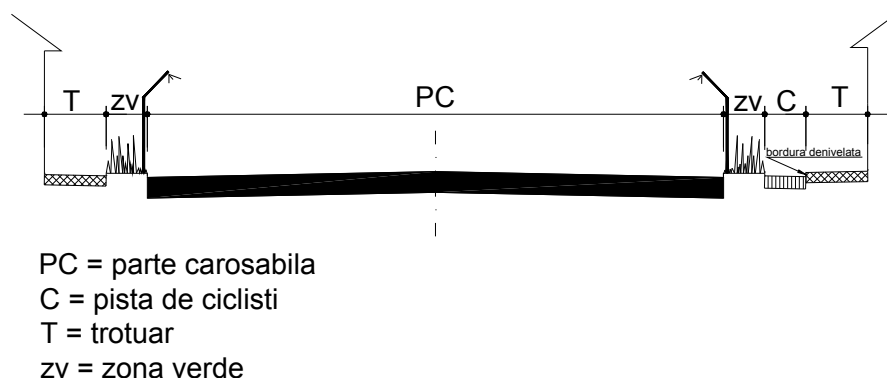 T zv PC zv C T
bordura denivelata
PC = parte carosabila
C = pista de ciclisti
T = trotuar
zv = zona verde